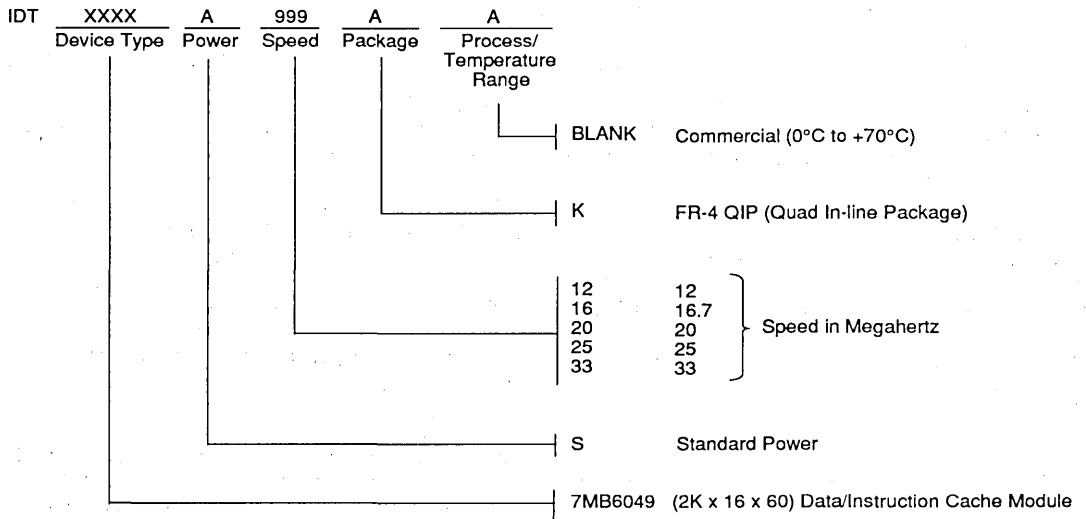 IDT XXXX A 999 A A
Device Type Power Speed Package Process/
Temperature
Range
BLANK Commercial (0°C to +70°C)
K FR-4 QIP (Quad In-line Package)
12 12
16 16.7
20 20
25 25
33 33
Speed in Megahertz
S Standard Power
7MB6049 (2K x 16 x 60) Data/Instruction Cache Module